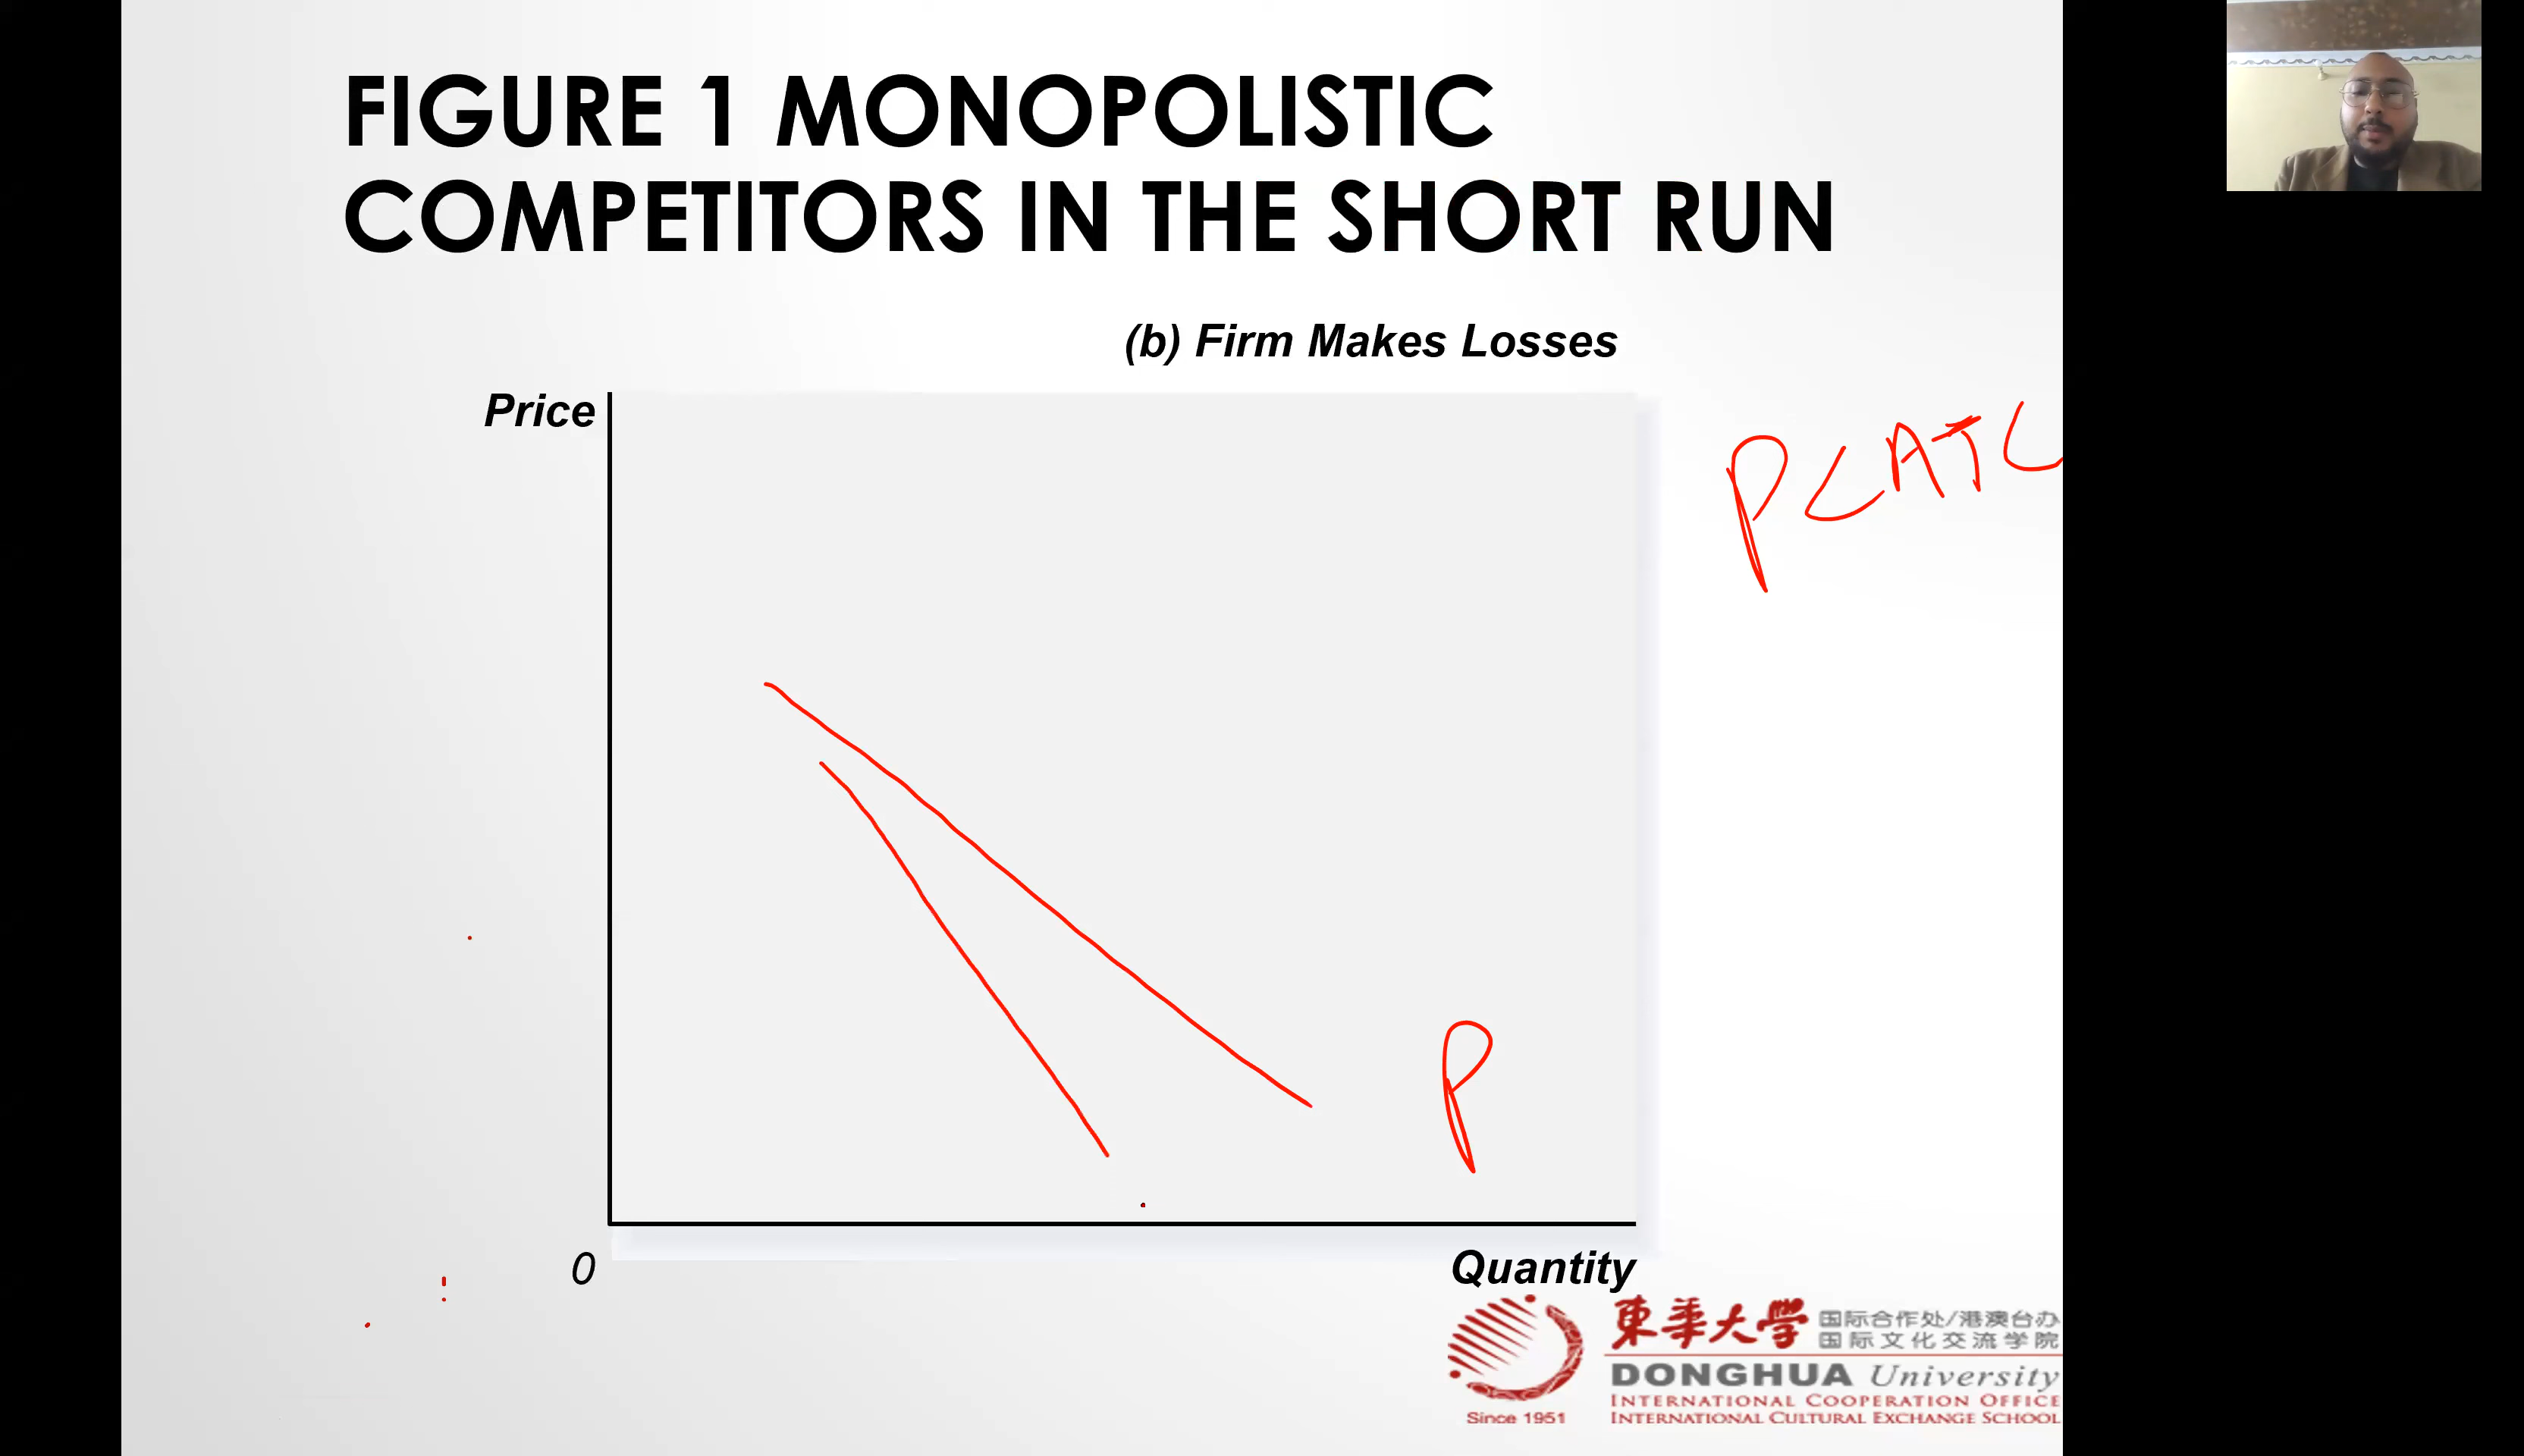 FIGURE 1 MONOPOLISTIC
COMPETITORS IN THE SHORT RUN
(b) Firm Makes Losses
Price
P<ATC
P
0
Quantity
東華大學
国际合作处/港澳台办
国际文化交流学院
DONGHUA University
INTERNATIONAL COOPERATION OFFICE
INTERNATIONAL CULTURAL EXCHANGE SCHOOL
Since 1951